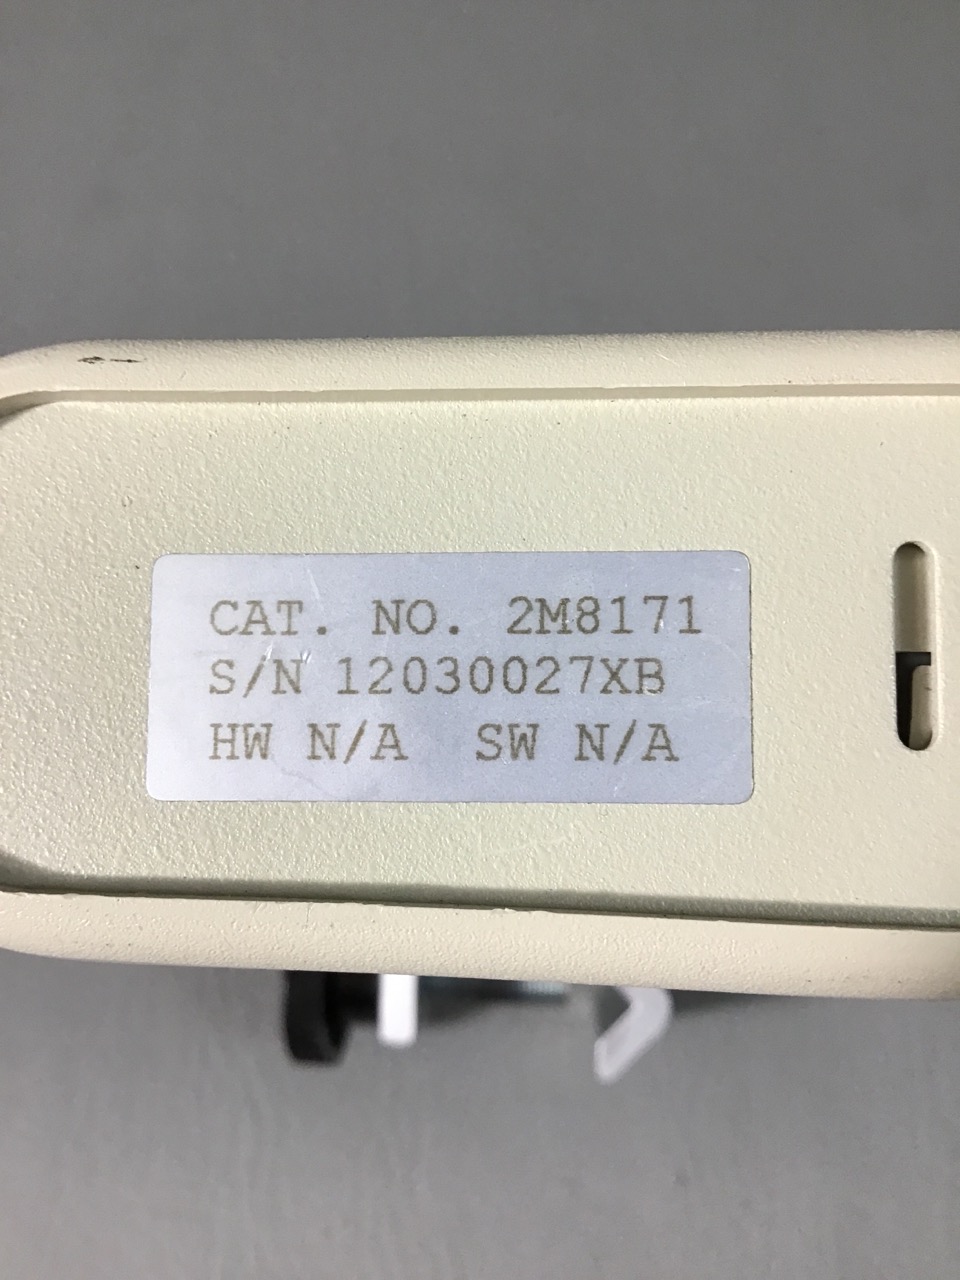 CAT. NO. 2M8171
S/N 12030027XB
HW N/A SW N/A